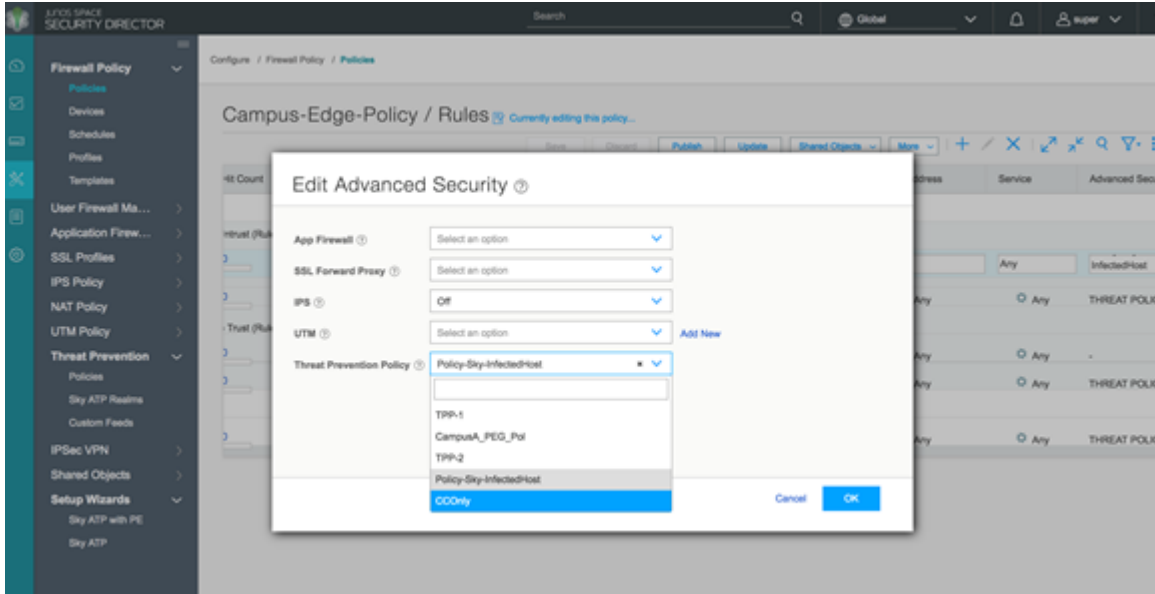 JUNOS SPACE
SECURITY DIRECTOR
Search
Global
super
Configure / Firewall Policy / Policies
Firewall Policy
Policies
Devices
Schedules
Profiles
Templates
User Firewall Ma...
Application Firew...
SSL Profiles
IPS Policy
NAT Policy
UTM Policy
Threat Prevention
Policies
Sky ATP Realms
Custom Feeds
IPSec VPN
Shared Objects
Setup Wizards
Sky ATP with PE
Sky ATP
Campus-Edge-Policy / Rules Currently editing this policy...
Save Discard Publish Update Shared Objects More
Hit Count
ddress Service Advanced Sec
ntrust (Rul
Any InfectedHost
Any Any THREAT POLI
Trust (Rul
Any Any -
Any Any THREAT POLI
Any Any THREAT POLI
Edit Advanced Security
App Firewall Select an option
SSL Forward Proxy Select an option
IPS Off
UTM Select an option Add New
Threat Prevention Policy Policy-Sky-InfectedHost
TPP-1
CampusA_PEG_Pol
TPP-2
Policy-Sky-InfectedHost
CCOnly
Cancel OK